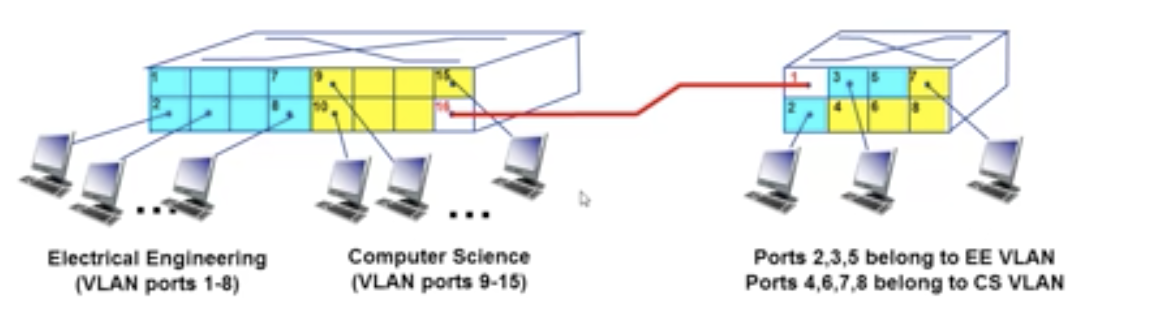 1 7 9 15
2 8 10 16
1 3 5 7
2 4 6 8
Electrical Engineering
(VLAN ports 1-8)
Computer Science
(VLAN ports 9-15)
...
...
Ports 2,3,5 belong to EE VLAN
Ports 4,6,7,8 belong to CS VLAN